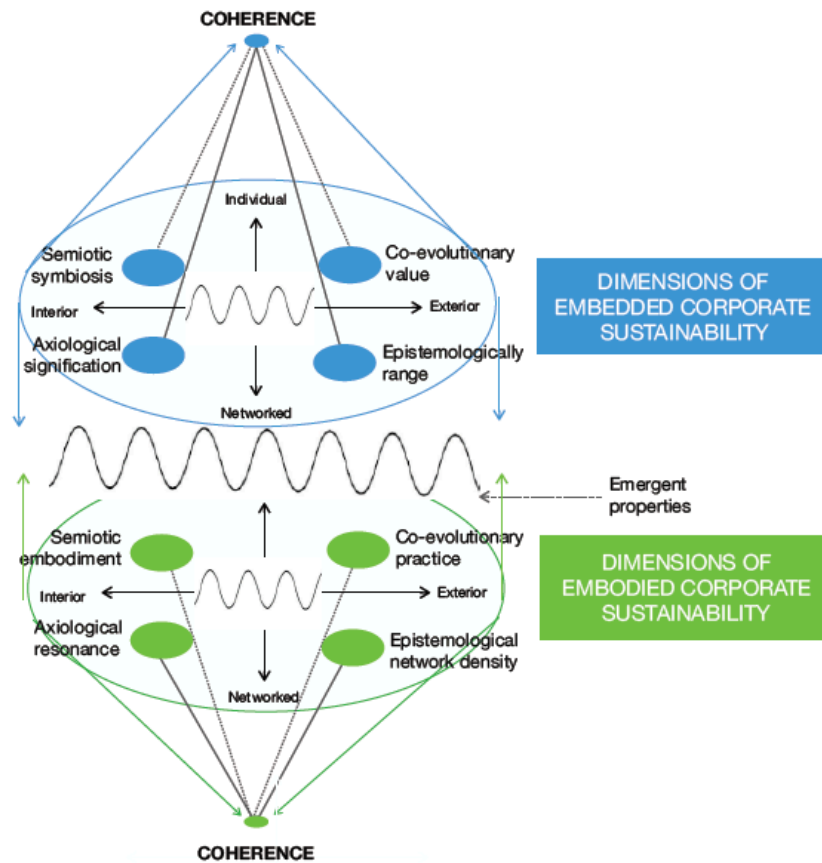 COHERENCE
Individual
Semiotic
symbiosis
Co-evolutionary
value
Interior
Exterior
Axiological
signification
Epistemologically
range
Networked
DIMENSIONS OF
EMBEDDED CORPORATE
SUSTAINABILITY
Emergent
properties
Semiotic
embodiment
Co-evolutionary
practice
Interior
Exterior
Axiological
resonance
Epistemological
network density
Networked
DIMENSIONS OF
EMBODIED CORPORATE
SUSTAINABILITY
COHERENCE